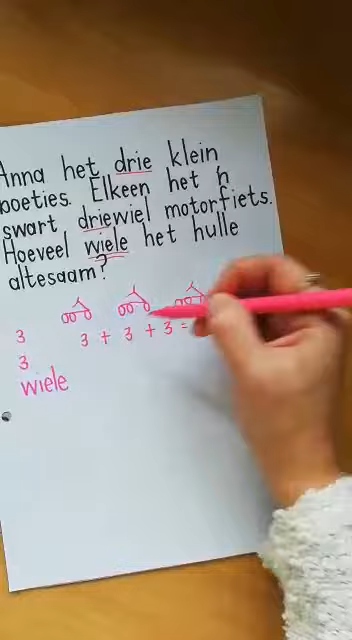 Anna het drie klein
boeties. Elkeen het 'n
swart driewiel motorfiets.
Hoeveel wiele het hulle
altesaam?
3 3 + 3 + 3 =
3
wiele